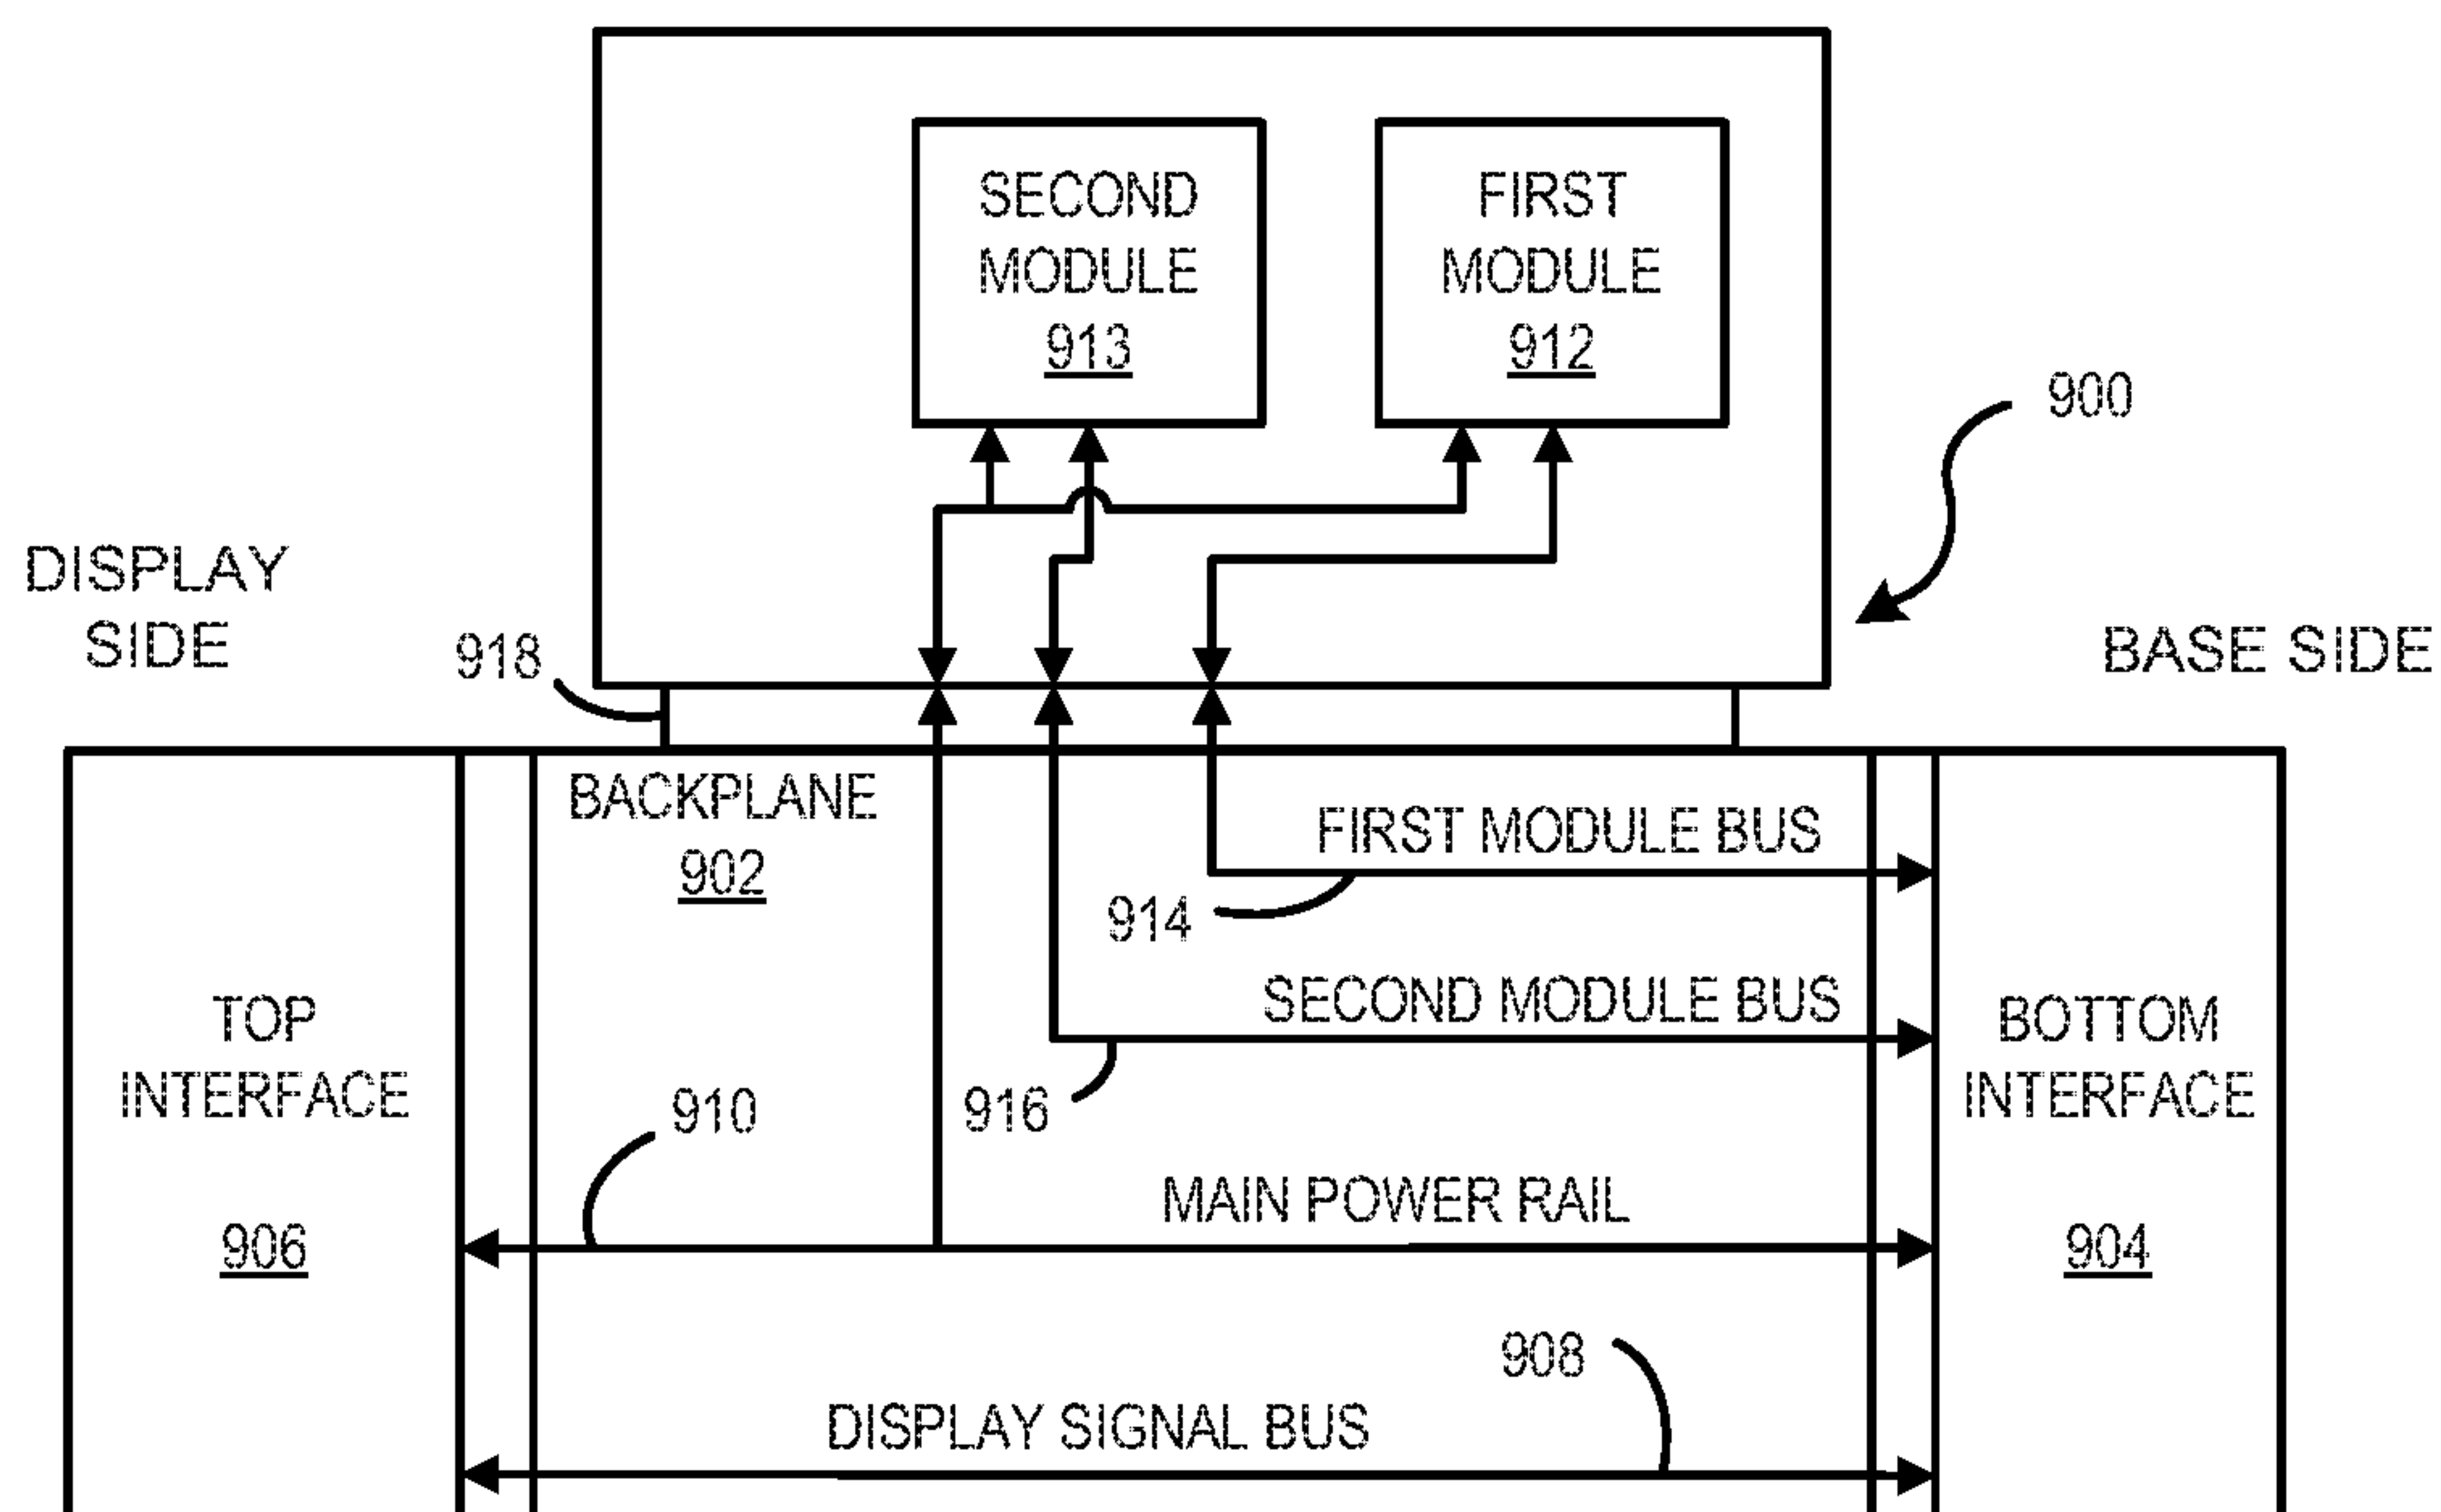 SECOND
MODULE
913
FIRST
MODULE
912
900
DISPLAY
SIDE
918
BASE SIDE
BACKPLANE
902
FIRST MODULE BUS
914
SECOND MODULE BUS
916
TOP
INTERFACE
906
BOTTOM
INTERFACE
904
910
MAIN POWER RAIL
908
DISPLAY SIGNAL BUS